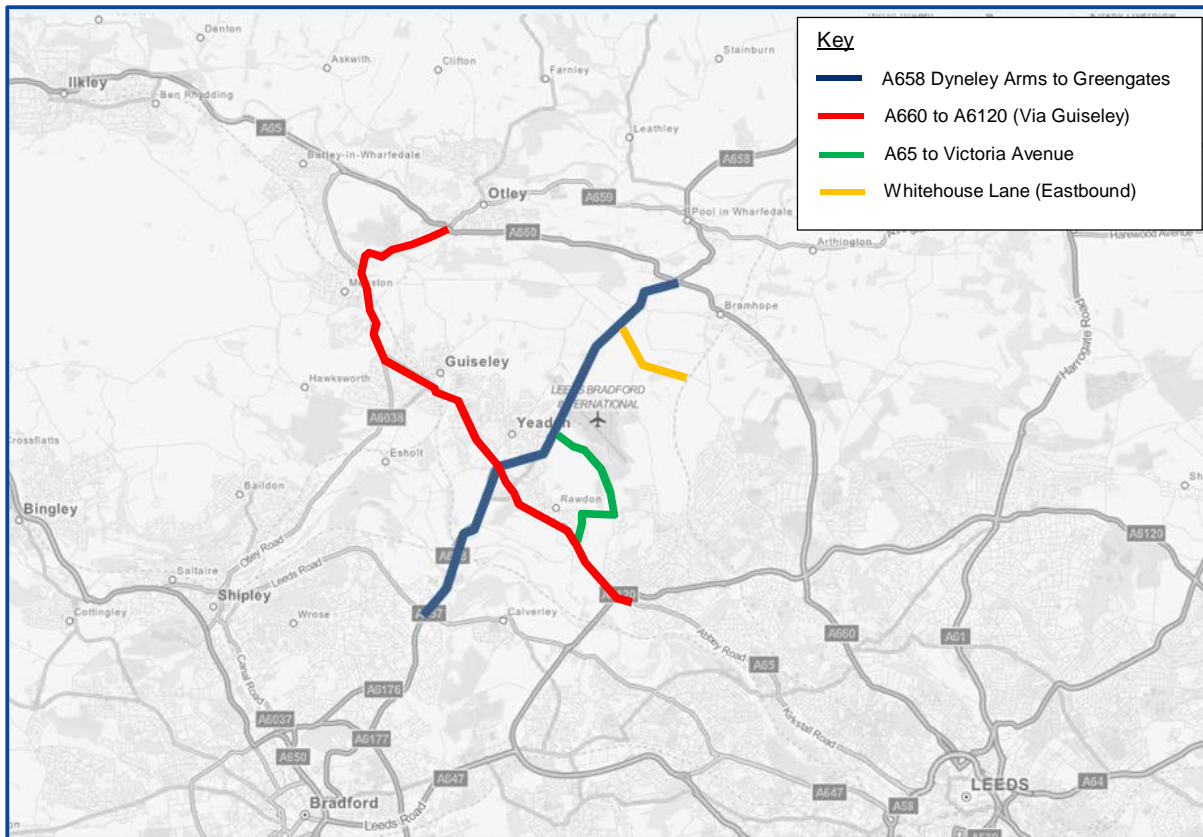 Key
A658 Dyneley Arms to Greengates
A660 to A6120 (Via Guiseley)
A65 to Victoria Avenue
Whitehouse Lane (Eastbound)
Denton
Stainburn
Askwith
Clifton
Farnley
Ilkley
Ben Rhydding
A65
Leathley
Burley-in-Wharfedale
A658
Otley
A659
Pool in Wharfedale
A660
Arthington
Harewood Avenue
Menston
Bramhope
Harrogate Road
Guiseley
Hawksworth
LEEDS BRADFORD
INTERNATIONAL
A6038
Yeadon
Crossflatts
Esholt
Baildon
Bingley
Rawdon
Otley Road
A6120
Leeds Road
Saltaire
Shipley
Cottingley
Wrose
Calverley
Abbey Road
A660
A61
A65
Canal Road
A6176
Kirkstall Road
A6037
A6177
A650
A647
Bradford
Leeds Road
A647
A58
LEEDS
A64